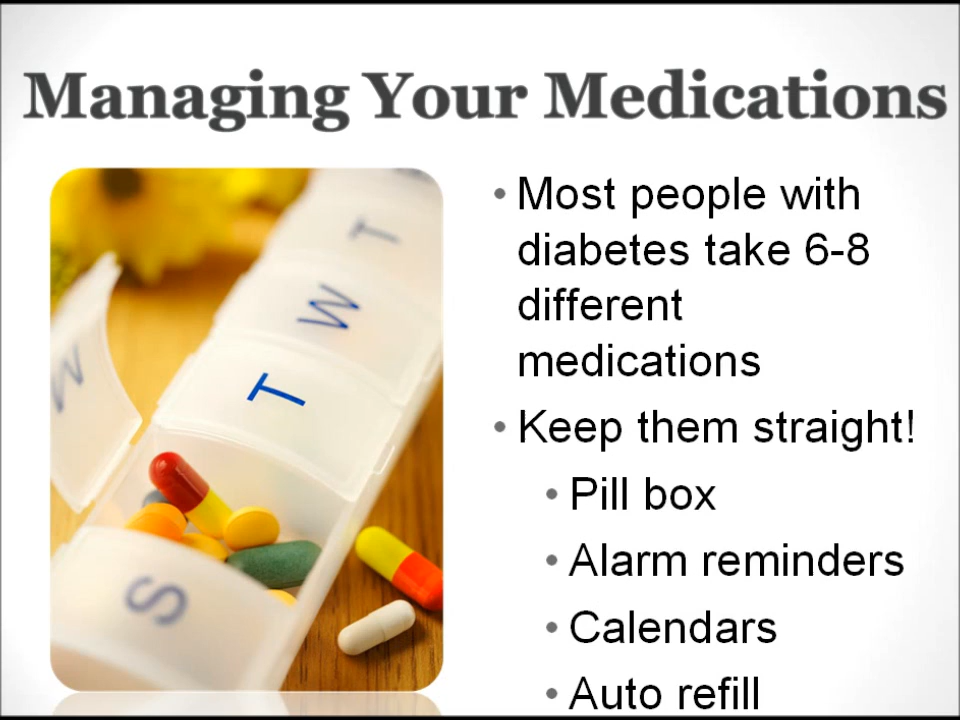 Managing Your Medications
• Most people with
diabetes take 6-8
different
medications
• Keep them straight!
• Pill box
• Alarm reminders
• Calendars
• Auto refill
T
W
T
W
S